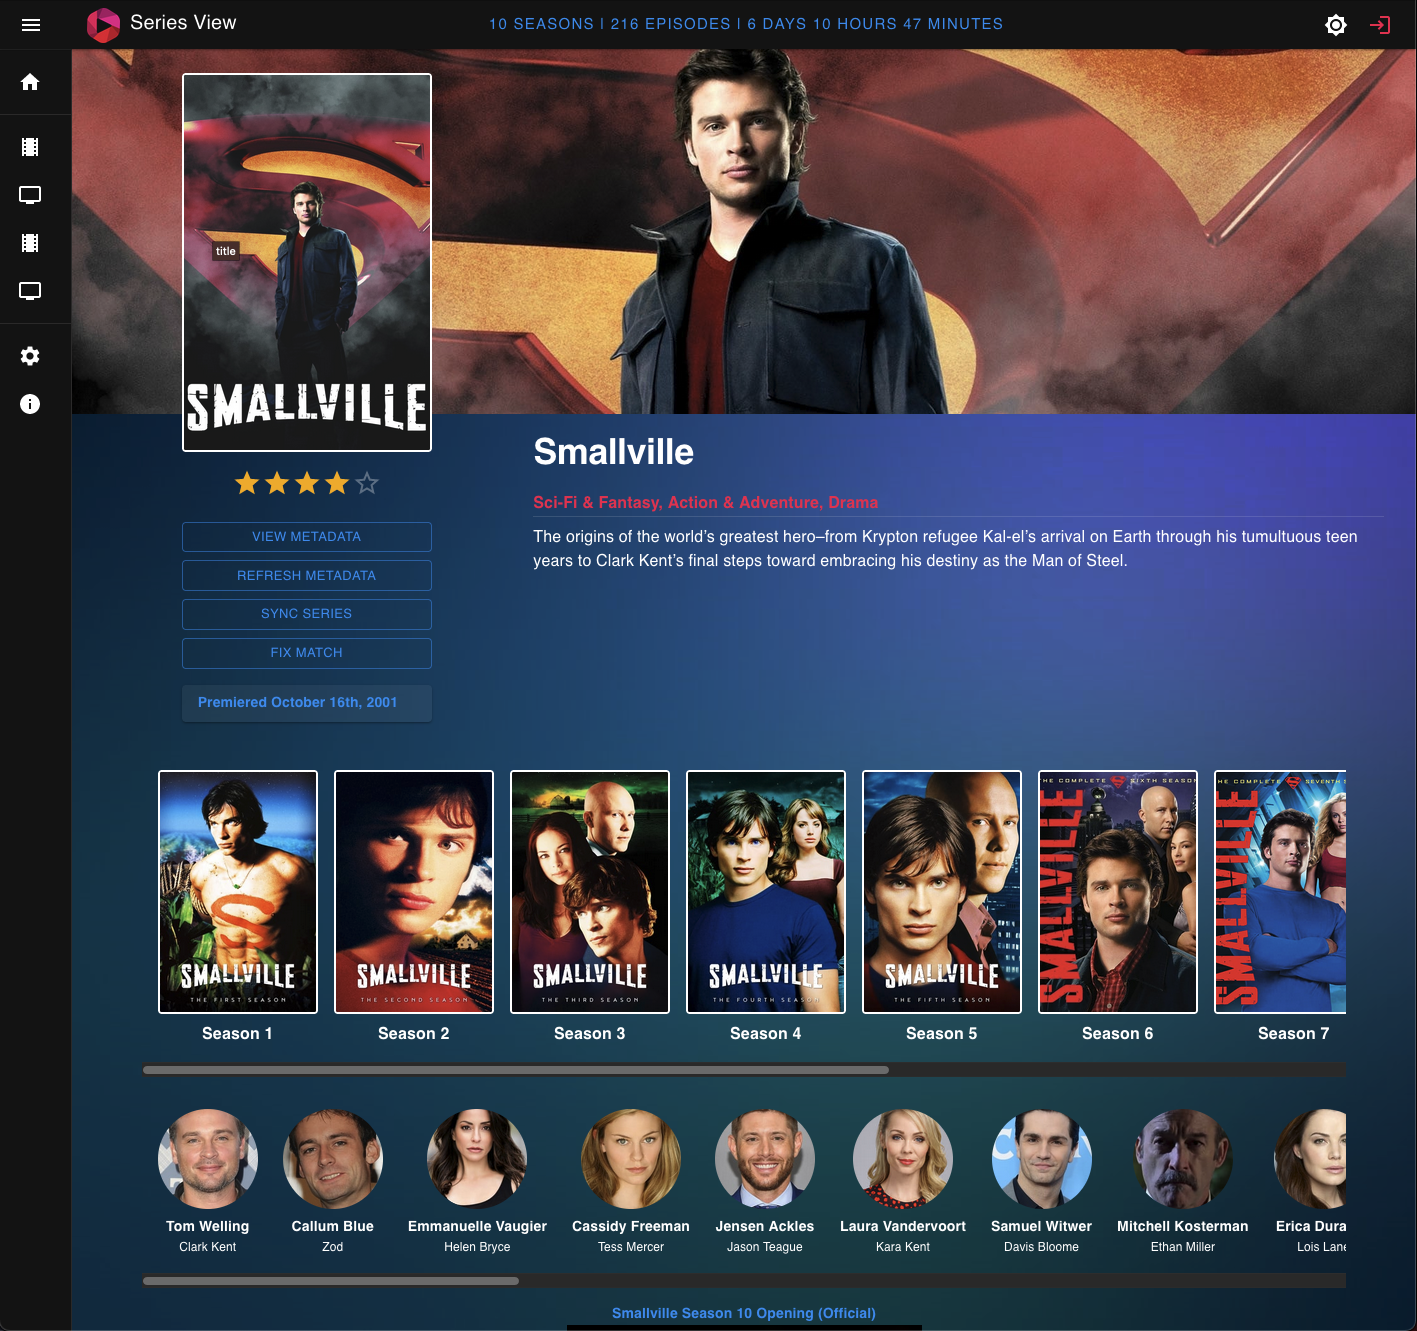 Series View
10 SEASONS | 216 EPISODES | 6 DAYS 10 HOURS 47 MINUTES
title
SMALLVILLE
Smallville
Sci-Fi & Fantasy, Action & Adventure, Drama
The origins of the world's greatest hero–from Krypton refugee Kal-el's arrival on Earth through his tumultuous teen
years to Clark Kent's final steps toward embracing his destiny as the Man of Steel.
VIEW METADATA
REFRESH METADATA
SYNC SERIES
FIX MATCH
Premiered October 16th, 2001
SMALLVILLE
THE FIRST SEASON
SMALLVILLE
THE SECOND SEASON
SMALLVILLE
THE THIRD SEASON
SMALLVILLE
THE FOURTH SEASON
SMALLVILLE
THE FIFTH SEASON
HE COMPLETE SIXTH SEASON
SMALLVILLE
HE COMPLETE SEVENTH S
SMALLVILLE
Season 1
Season 2
Season 3
Season 4
Season 5
Season 6
Season 7
Tom Welling
Clark Kent
Callum Blue
Zod
Emmanuelle Vaugier
Helen Bryce
Cassidy Freeman
Tess Mercer
Jensen Ackles
Jason Teague
Laura Vandervoort
Kara Kent
Samuel Witwer
Davis Bloome
Mitchell Kosterman
Ethan Miller
Erica Dura
Lois Lane
Smallville Season 10 Opening (Official)